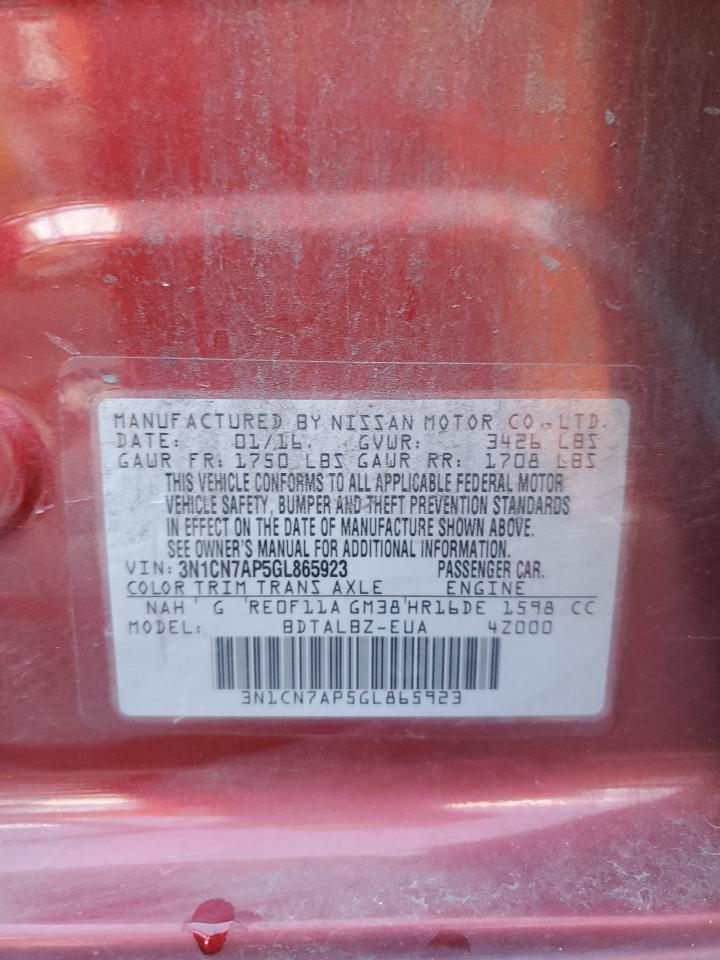 MANUFACTURED BY NISSAN MOTOR CO., LTD.
DATE: 01/16 GVWR: 3426 LBS
GAWR FR: 1750 LBS GAWR RR: 1708 LBS
THIS VEHICLE CONFORMS TO ALL APPLICABLE FEDERAL MOTOR
VEHICLE SAFETY, BUMPER AND THEFT PREVENTION STANDARDS
IN EFFECT ON THE DATE OF MANUFACTURE SHOWN ABOVE.
SEE OWNER'S MANUAL FOR ADDITIONAL INFORMATION.
VIN: 3N1CN7AP5GL865923 PASSENGER CAR.
COLOR TRIM TRANS AXLE ENGINE
NAH G RE0F11A GM38 HR16DE 1598 CC
MODEL: BDTALBZ-EUA 4Z000
3N1CN7AP5GL865923